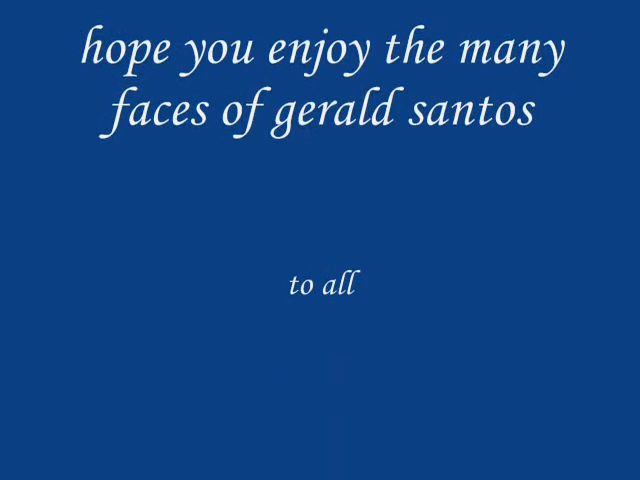 hope you enjoy the many
faces of gerald santos
to all